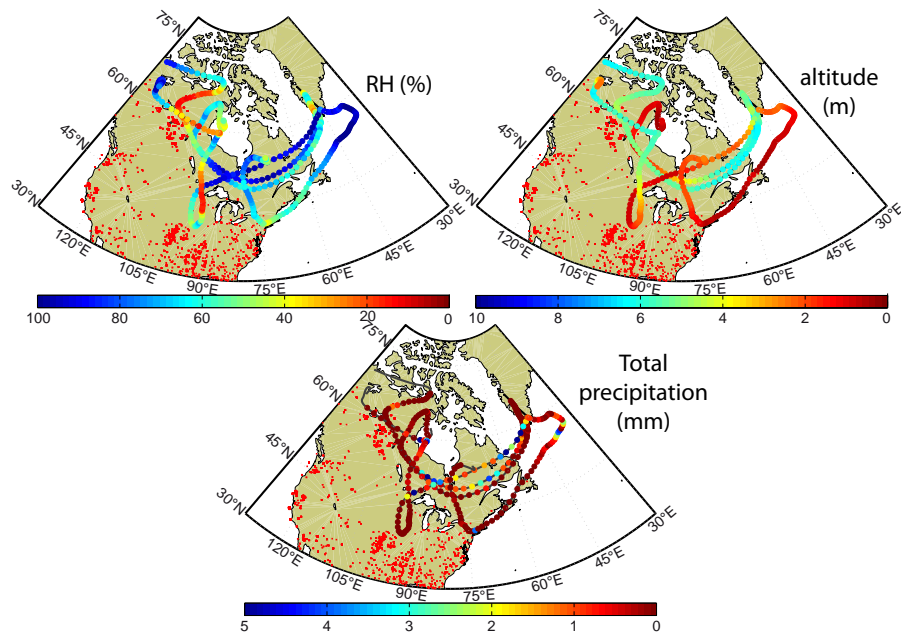 75°N
60°N
45°N
30°N
120°E
105°E
90°E
75°E
60°E
45°E
30°E
RH (%)
100
80
60
40
20
0
75°N
60°N
45°N
30°N
120°E
105°E
90°E
75°E
60°E
45°E
30°E
altitude
(m)
10
8
6
4
2
0
75°N
60°N
45°N
30°N
120°E
105°E
90°E
75°E
60°E
45°E
30°E
Total
precipitation
(mm)
5
4
3
2
1
0